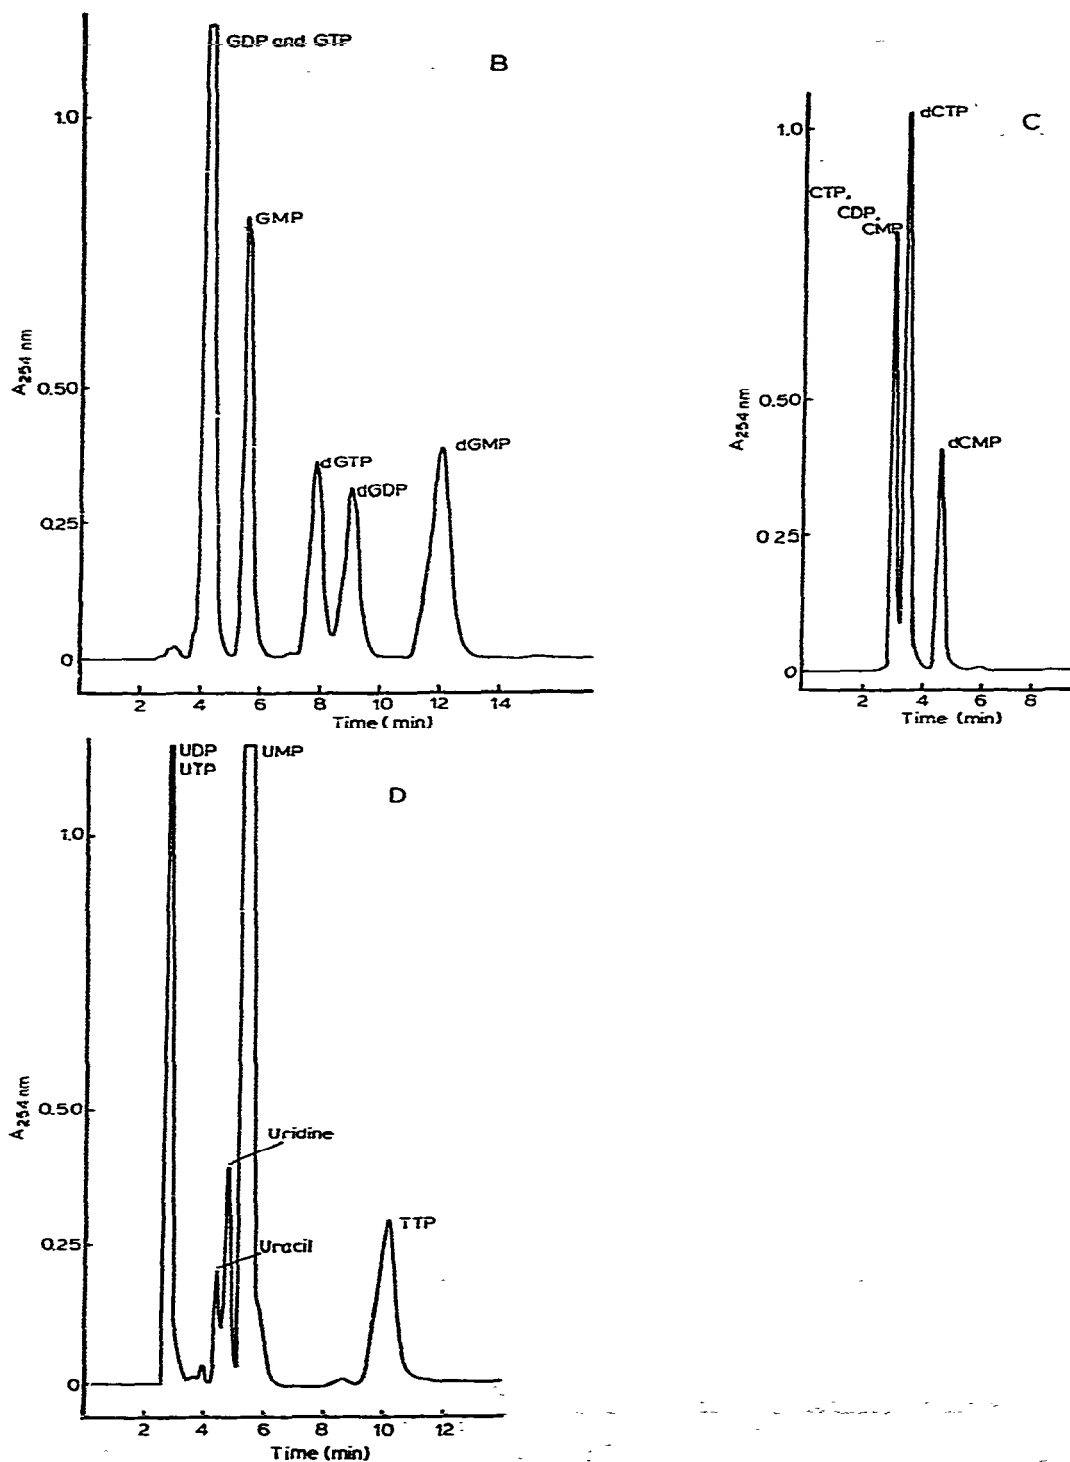 GDP and GTP
B
1.0
GMP
A254 nm
0.50
dGMP
dGTP
dGDP
0.25
0
2 4 6 8 10 12 14
Time (min)
C
dCTP
1.0
CTP,
CDP,
CMP
A254 nm
0.50
dCMP
0.25
0
2 4 6 8
Time (min)
UDP
UTP
UMP
D
1.0
A254 nm
0.50
Uridine
TTP
0.25
Uracil
0
2 4 6 8 10
Time (min)